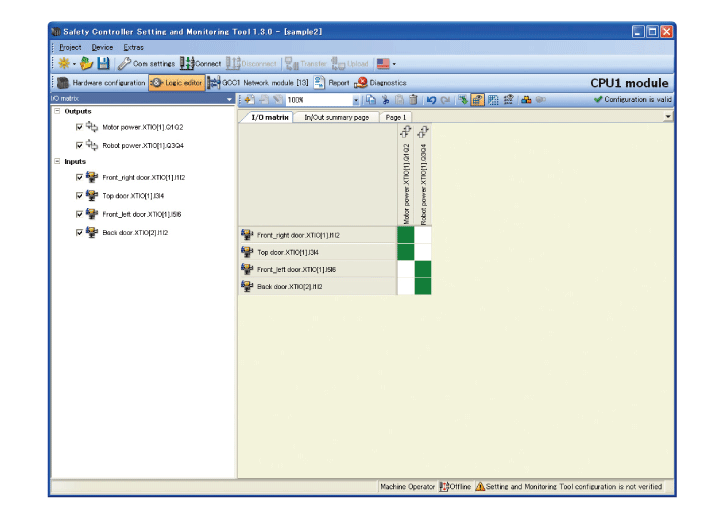 Safety Controller Setting and Monitoring Tool 1.3.0 - [sample2]
Project Device Extras
Com settings Connect Disconnect Transfer Upload
Hardware configuration Logic editor GCC1 Network module [13] Report Diagnostics CPU1 module
I/O matrix 100% Configuration is valid
Outputs
Motor power.XTIO[1].Q1Q2
Robot power.XTIO[1].Q3Q4
Inputs
Front_right door.XTIO[1].I1I2
Top door.XTIO[1].I3I4
Front_left door.XTIO[1].I5I6
Back door.XTIO[2].I1I2
I/O matrix In/Out summary page Page 1
Motor power.XTIO[1].Q1Q2
Robot power.XTIO[1].Q3Q4
Front_right door.XTIO[1].I1I2
Top door.XTIO[1].I3I4
Front_left door.XTIO[1].I5I6
Back door.XTIO[2].I1I2
Machine Operator Offline Setting and Monitoring Tool configuration is not verified